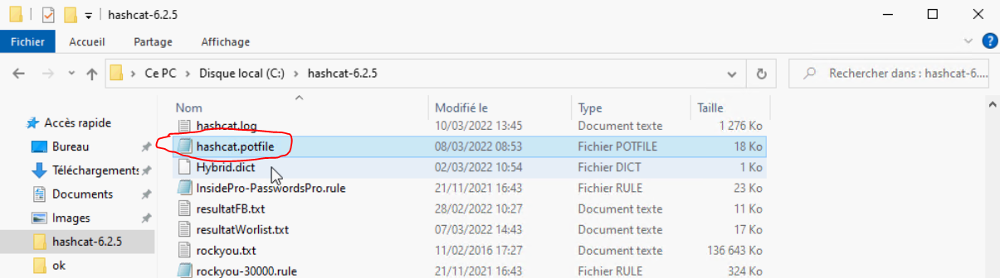 hashcat-6.2.5
Fichier Accueil Partage Affichage
Ce PC > Disque local (C:) > hashcat-6.2.5
Rechercher dans : hashcat-6....
Nom Modifié le Type Taille
Accès rapide
Bureau
Téléchargements
Documents
Images
hashcat-6.2.5
ok
hashcat.log 10/03/2022 13:45 Document texte 1 276 Ko
hashcat.potfile 08/03/2022 08:53 Fichier POTFILE 18 Ko
Hybrid.dict 02/03/2022 10:54 Fichier DICT 1 Ko
InsidePro-PasswordsPro.rule 21/11/2021 16:43 Fichier RULE 23 Ko
resultatFB.txt 28/02/2022 10:27 Document texte 11 Ko
resultatWorlist.txt 07/03/2022 14:43 Document texte 17 Ko
rockyou.txt 11/02/2016 17:27 Document texte 136 643 Ko
rockyou-30000.rule 21/11/2021 16:43 Fichier RULE 324 Ko